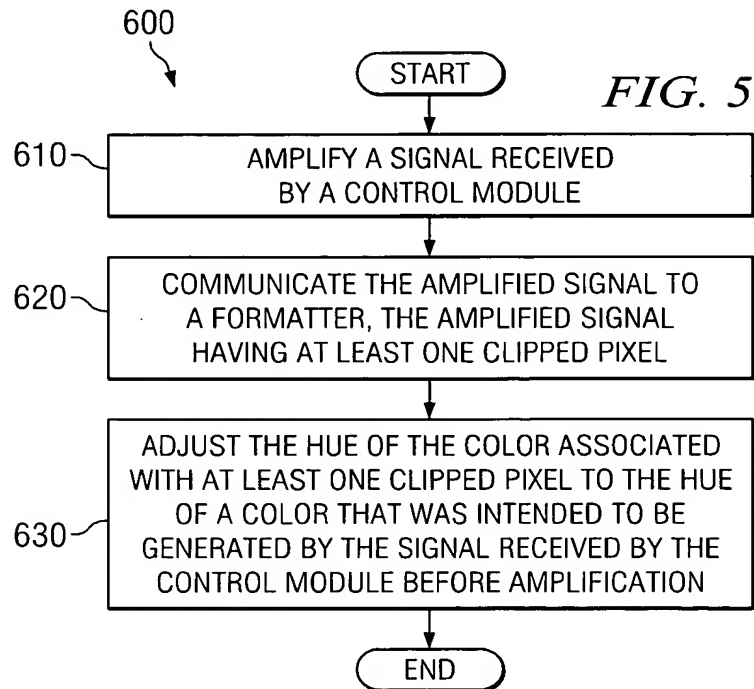 600
START
FIG. 5
610
AMPLIFY A SIGNAL RECEIVED
BY A CONTROL MODULE
620
COMMUNICATE THE AMPLIFIED SIGNAL TO
A FORMATTER, THE AMPLIFIED SIGNAL
HAVING AT LEAST ONE CLIPPED PIXEL
630
ADJUST THE HUE OF THE COLOR ASSOCIATED
WITH AT LEAST ONE CLIPPED PIXEL TO THE HUE
OF A COLOR THAT WAS INTENDED TO BE
GENERATED BY THE SIGNAL RECEIVED BY THE
CONTROL MODULE BEFORE AMPLIFICATION
END